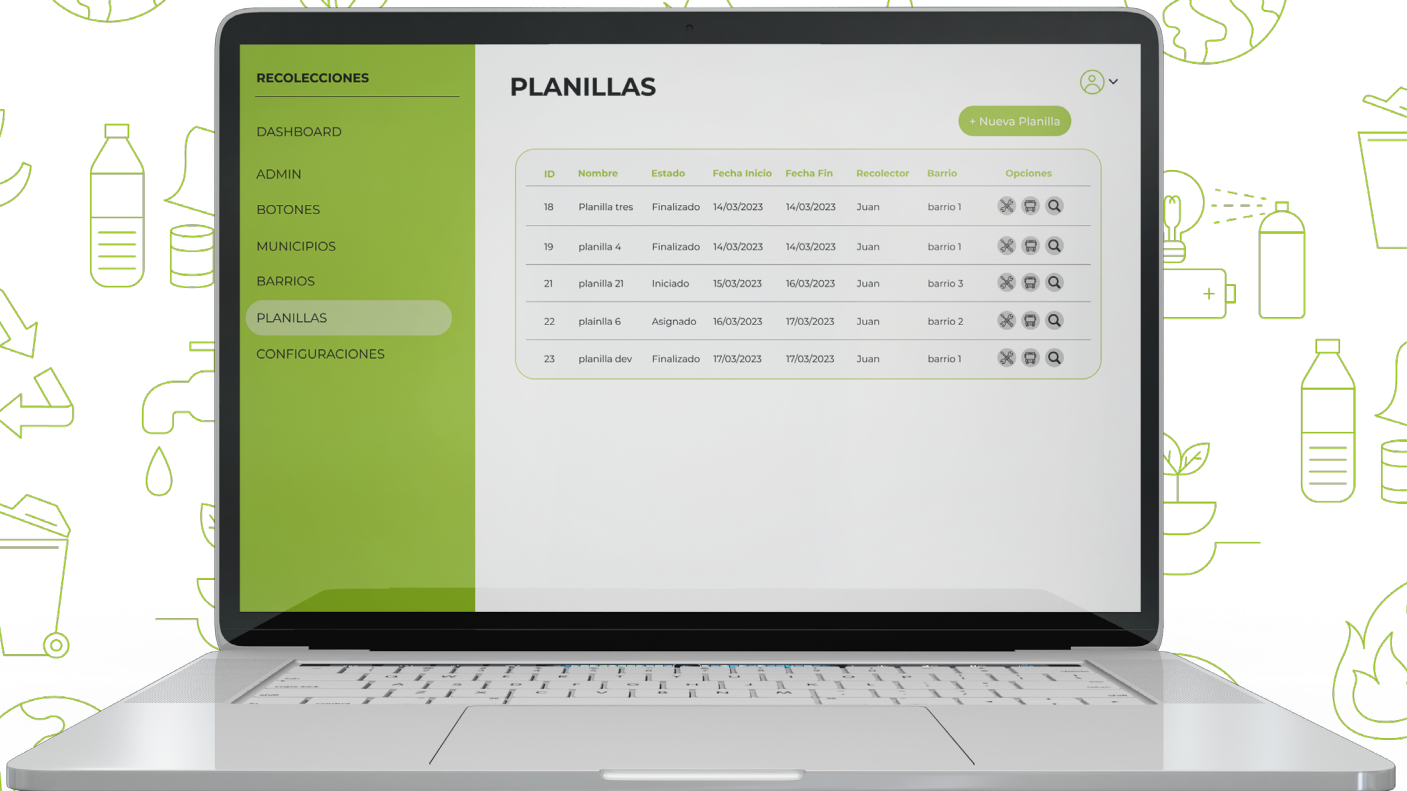 RECOLECCIONES
DASHBOARD
ADMIN
BOTONES
MUNICIPIOS
BARRIOS
PLANILLAS
CONFIGURACIONES
PLANILLAS
+ Nueva Planilla
ID Nombre Estado Fecha Inicio Fecha Fin Recolector Barrio Opciones
18 Planilla tres Finalizado 14/03/2023 14/03/2023 Juan barrio 1
19 planilla 4 Finalizado 14/03/2023 14/03/2023 Juan barrio 1
21 planilla 21 Iniciado 15/03/2023 16/03/2023 Juan barrio 3
22 plainlla 6 Asignado 16/03/2023 17/03/2023 Juan barrio 2
23 planilla dev Finalizado 17/03/2023 17/03/2023 Juan barrio 1